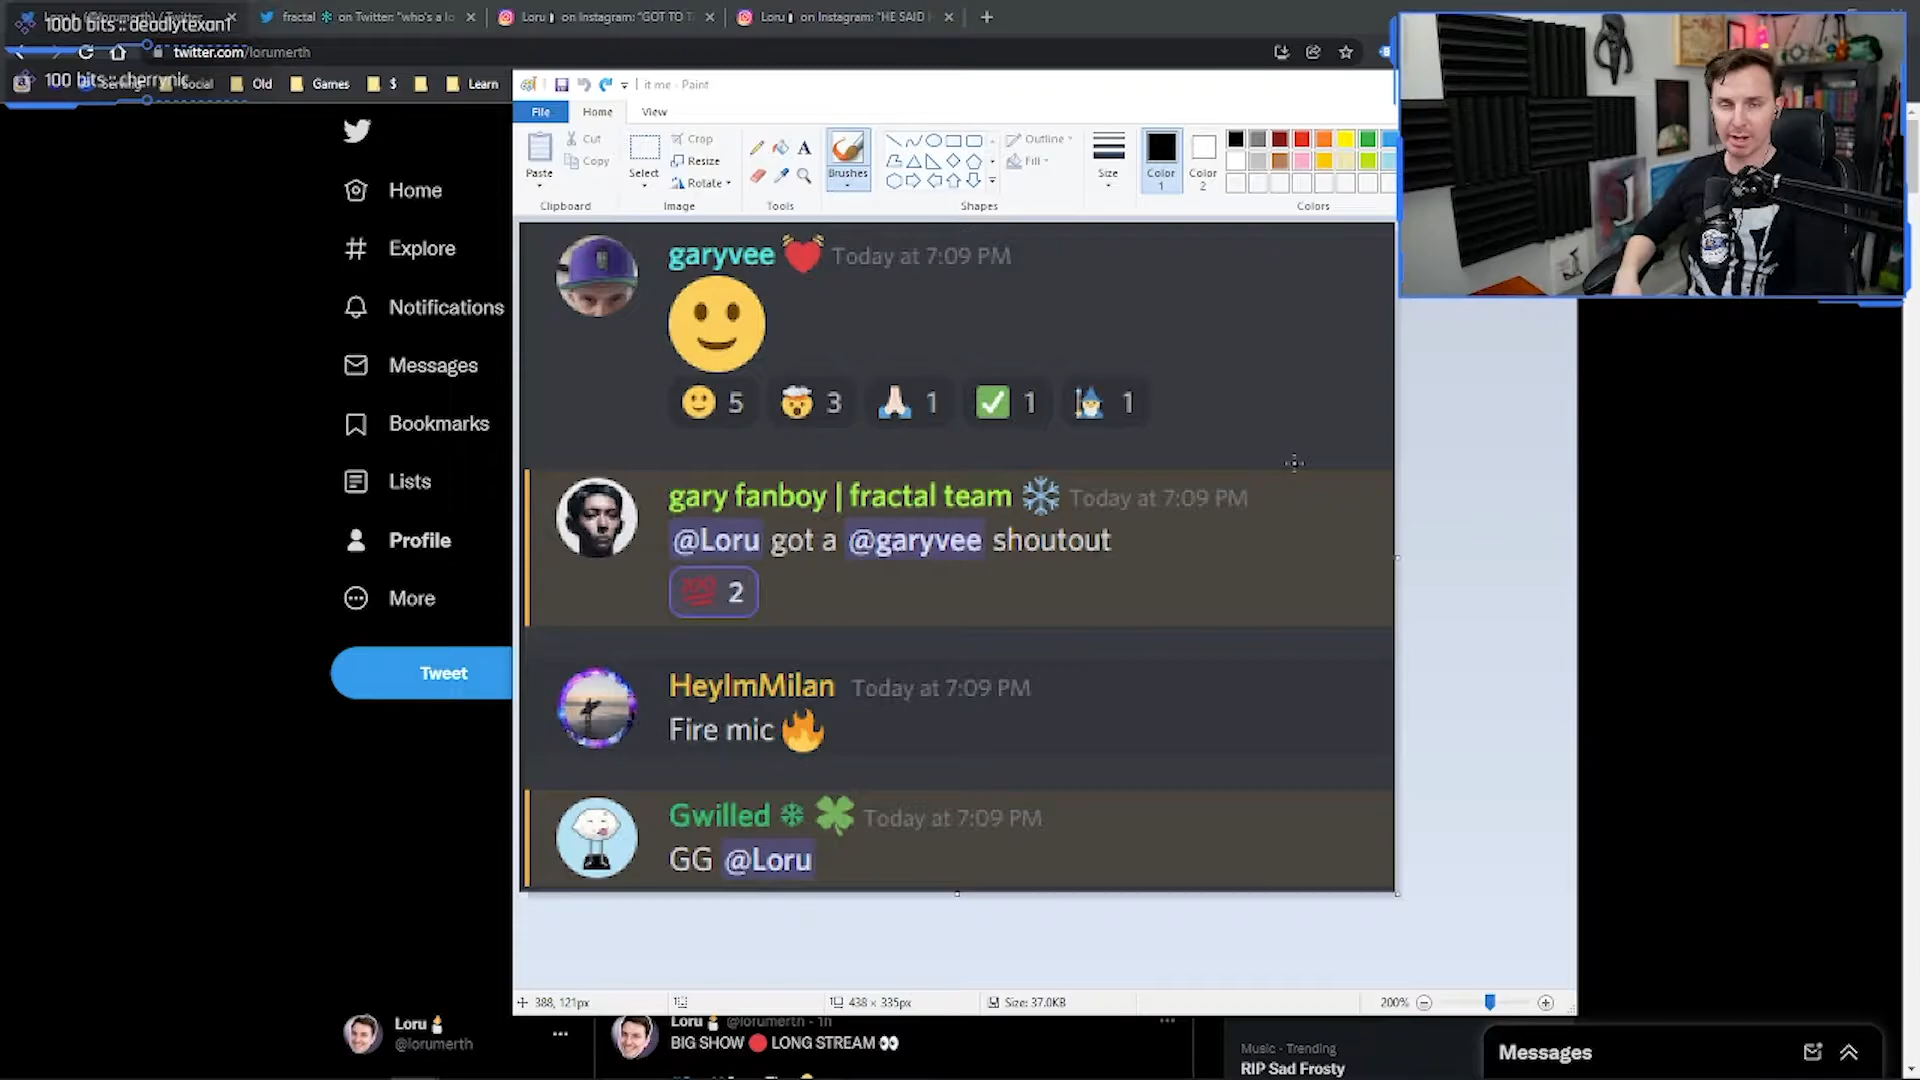 1000 bits :: deadlytexan1
100 bits :: cherrynic
fractal on Twitter: "who's a lo
Loru on Instagram: "GOT TO T
Loru on Instagram: "HE SAID
twitter.com/lorumerth
Social
Old
Games
$
Learn
it me - Paint
File
Home
View
Paste
Cut
Copy
Clipboard
Select
Crop
Resize
Rotate
Image
Tools
Brushes
Shapes
Outline
Fill
Size
Color 1
Color 2
Colors
Home
Explore
Notifications
Messages
Bookmarks
Lists
Profile
More
Tweet
garyvee Today at 7:09 PM
5 3 1 1 1
gary fanboy | fractal team Today at 7:09 PM
@Loru got a @garyvee shoutout
100 2
HeyImMilan Today at 7:09 PM
Fire mic
Gwilled Today at 7:09 PM
GG @Loru
388, 121px
438 × 335px
Size: 37.0KB
200%
Loru
@lorumerth
Loru @lorumerth · 1h
BIG SHOW LONG STREAM
Music · Trending
RIP Sad Frosty
Messages